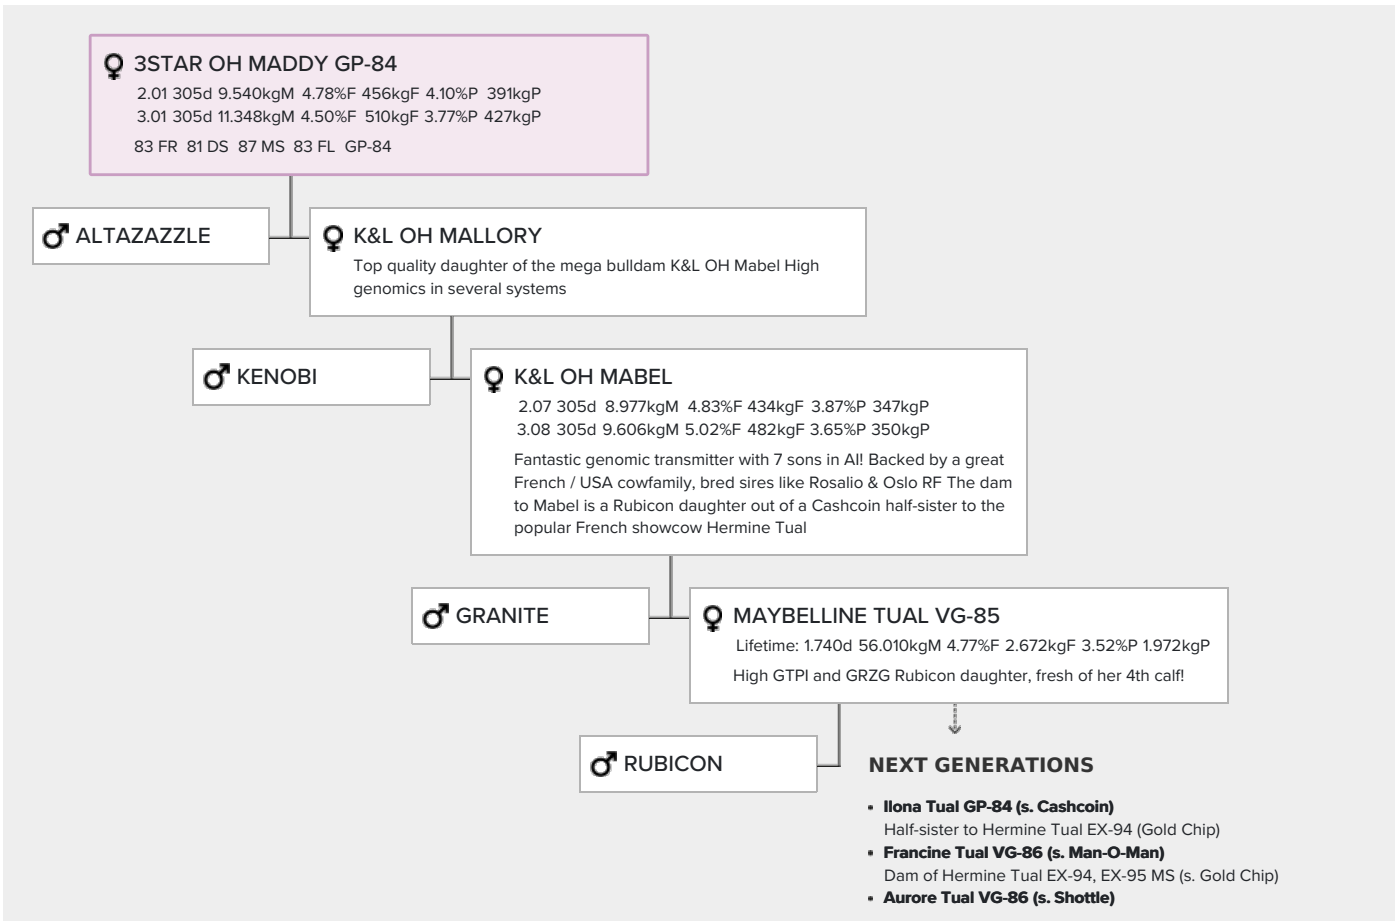 3STAR OH MADDY GP-84
2.01 305d 9.540kgM 4.78%F 456kgF 4.10%P 391kgP
3.01 305d 11.348kgM 4.50%F 510kgF 3.77%P 427kgP
83 FR 81 DS 87 MS 83 FL GP-84
ALTAZAZZLE
K&L OH MALLORY
Top quality daughter of the mega bulldam K&L OH Mabel High
genomics in several systems
KENOBI
K&L OH MABEL
2.07 305d 8.977kgM 4.83%F 434kgF 3.87%P 347kgP
3.08 305d 9.606kgM 5.02%F 482kgF 3.65%P 350kgP
Fantastic genomic transmitter with 7 sons in AI! Backed by a great
French / USA cowfamily, bred sires like Rosalio & Oslo RF The dam
to Mabel is a Rubicon daughter out of a Cashcoin half-sister to the
popular French showcow Hermine Tual
GRANITE
MAYBELLINE TUAL VG-85
Lifetime: 1.740d 56.010kgM 4.77%F 2.672kgF 3.52%P 1.972kgP
High GTPI and GRZG Rubicon daughter, fresh of her 4th calf!
RUBICON
NEXT GENERATIONS
• Ilona Tual GP-84 (s. Cashcoin)
Half-sister to Hermine Tual EX-94 (Gold Chip)
• Francine Tual VG-86 (s. Man-O-Man)
Dam of Hermine Tual EX-94, EX-95 MS (s. Gold Chip)
• Aurore Tual VG-86 (s. Shottle)